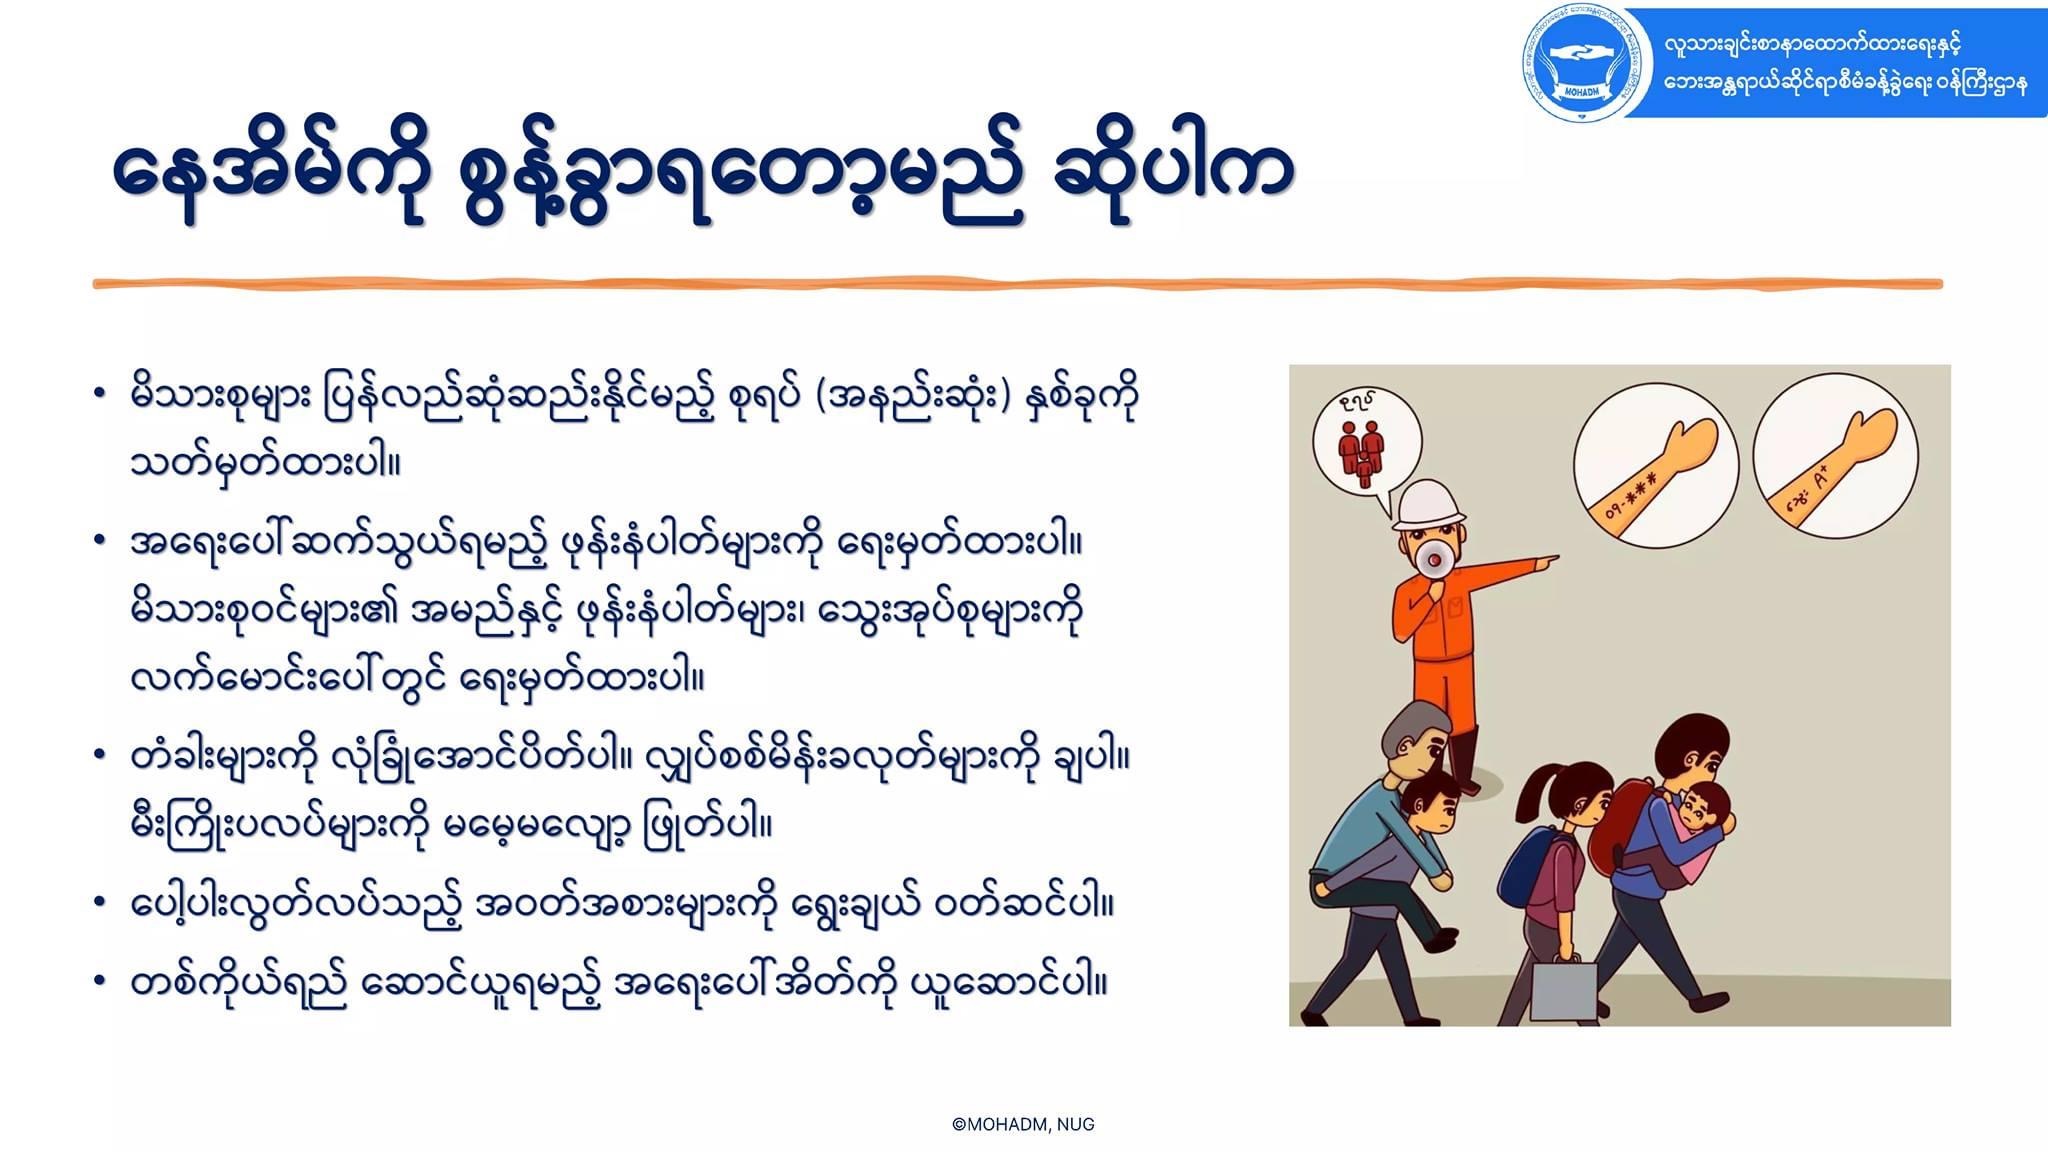 လူသားချင်းစာနာထောက်ထားရေးနှင့်
ဘေးအန္တရာယ်ဆိုင်ရာစီမံခန့်ခွဲရေး ဝန်ကြီးဌာန
MOHADM
နေအိမ်ကို စွန့်ခွာရတော့မည် ဆိုပါက
• မိသားစုများ ပြန်လည်ဆုံဆည်းနိုင်မည့် စုရပ် (အနည်းဆုံး) နှစ်ခုကို
သတ်မှတ်ထားပါ။
• အရေးပေါ် ဆက်သွယ်ရမည့် ဖုန်းနံပါတ်များကို ရေးမှတ်ထားပါ။
မိသားစုဝင်များ၏ အမည်နှင့် ဖုန်းနံပါတ်များ၊ သွေးအုပ်စုများကို
လက်မောင်းပေါ်တွင် ရေးမှတ်ထားပါ။
• တံခါးများကို လုံခြုံအောင်ပိတ်ပါ။ လျှပ်စစ်မိန်းခလုတ်များကို ချပါ။
မီးကြိုးပလပ်များကို မမေ့မလျော့ ဖြုတ်ပါ။
• ပေါ့ပါးလွတ်လပ်သည့် အဝတ်အစားများကို ရွေးချယ် ဝတ်ဆင်ပါ။
• တစ်ကိုယ်ရည် ဆောင်ယူရမည့် အရေးပေါ် အိတ်ကို ယူဆောင်ပါ။
စုရပ်
၀၇-***
သွေး A+
©MOHADM, NUG